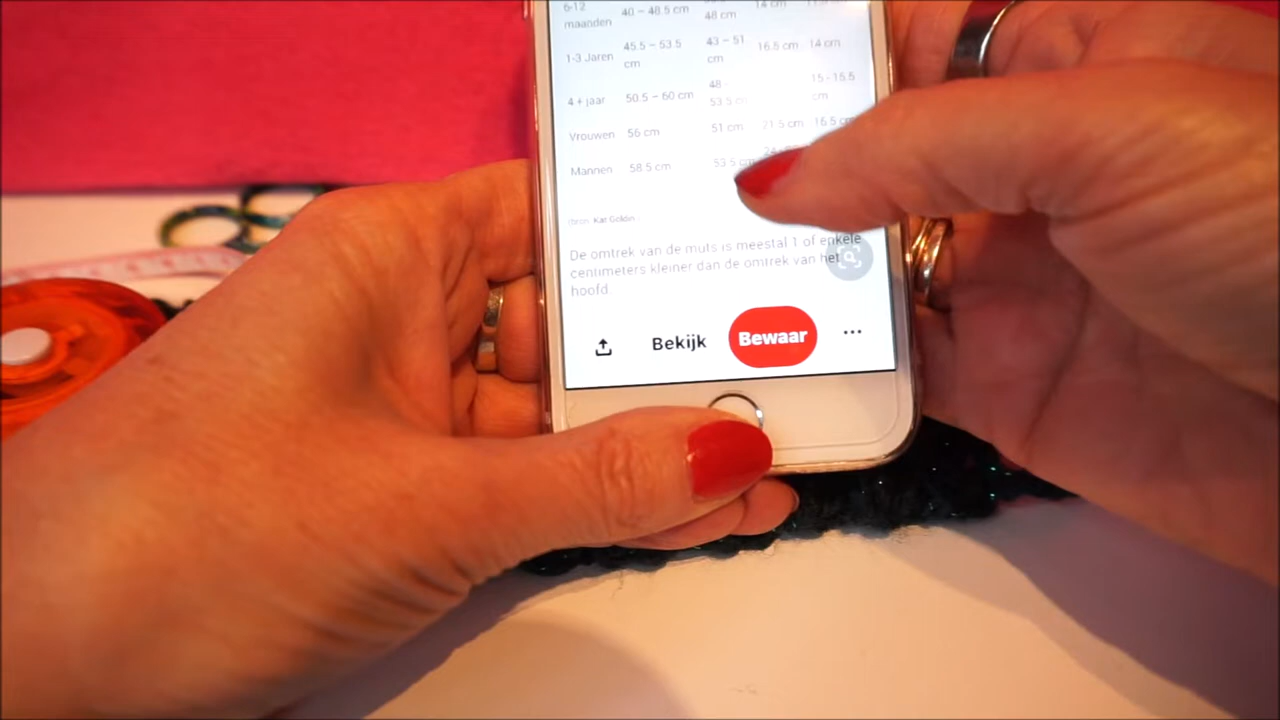 6-12 maanden 40 – 48.5 cm 48 cm 14 cm
1-3 Jaren 45.5 – 53.5 cm 43 – 51 cm 16.5 cm 14 cm
4 + jaar 50.5 – 60 cm 48 - 53.5 cm 15 - 16.5 cm
Vrouwen 56 cm 51 cm 21.5 cm 16.5 cm
Mannen 58.5 cm 53.5 cm
Kat Goldin
De omtrek van de muts is meestal 1 of enkele
centimeters kleiner dan de omtrek van het
hoofd.
Bekijk Bewaar